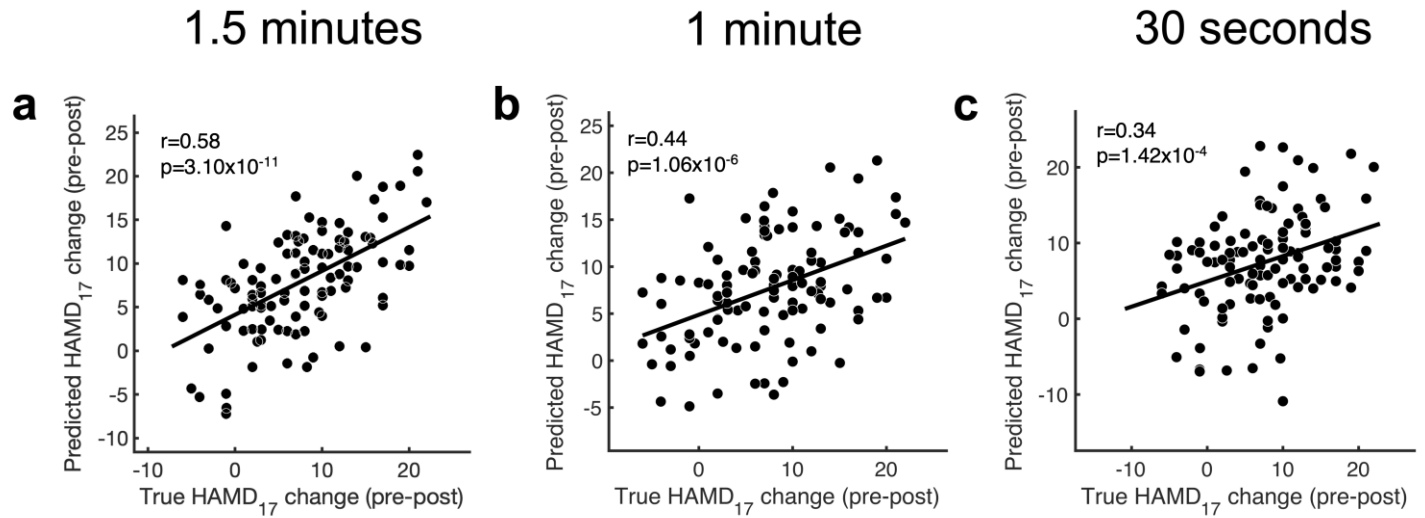 1.5 minutes
1 minute
30 seconds
a
Predicted HAMD17 change (pre-post)
25
20
15
10
5
0
-5
-10
r=0.58
p=3.10x10-11
-10
0
10
20
True HAMD17 change (pre-post)
b
Predicted HAMD17 change (pre-post)
25
20
15
10
5
0
-5
r=0.44
p=1.06x10-6
0
10
20
True HAMD17 change (pre-post)
c
Predicted HAMD17 change (pre-post)
20
10
0
-10
r=0.34
p=1.42x10-4
-10
0
10
20
True HAMD17 change (pre-post)